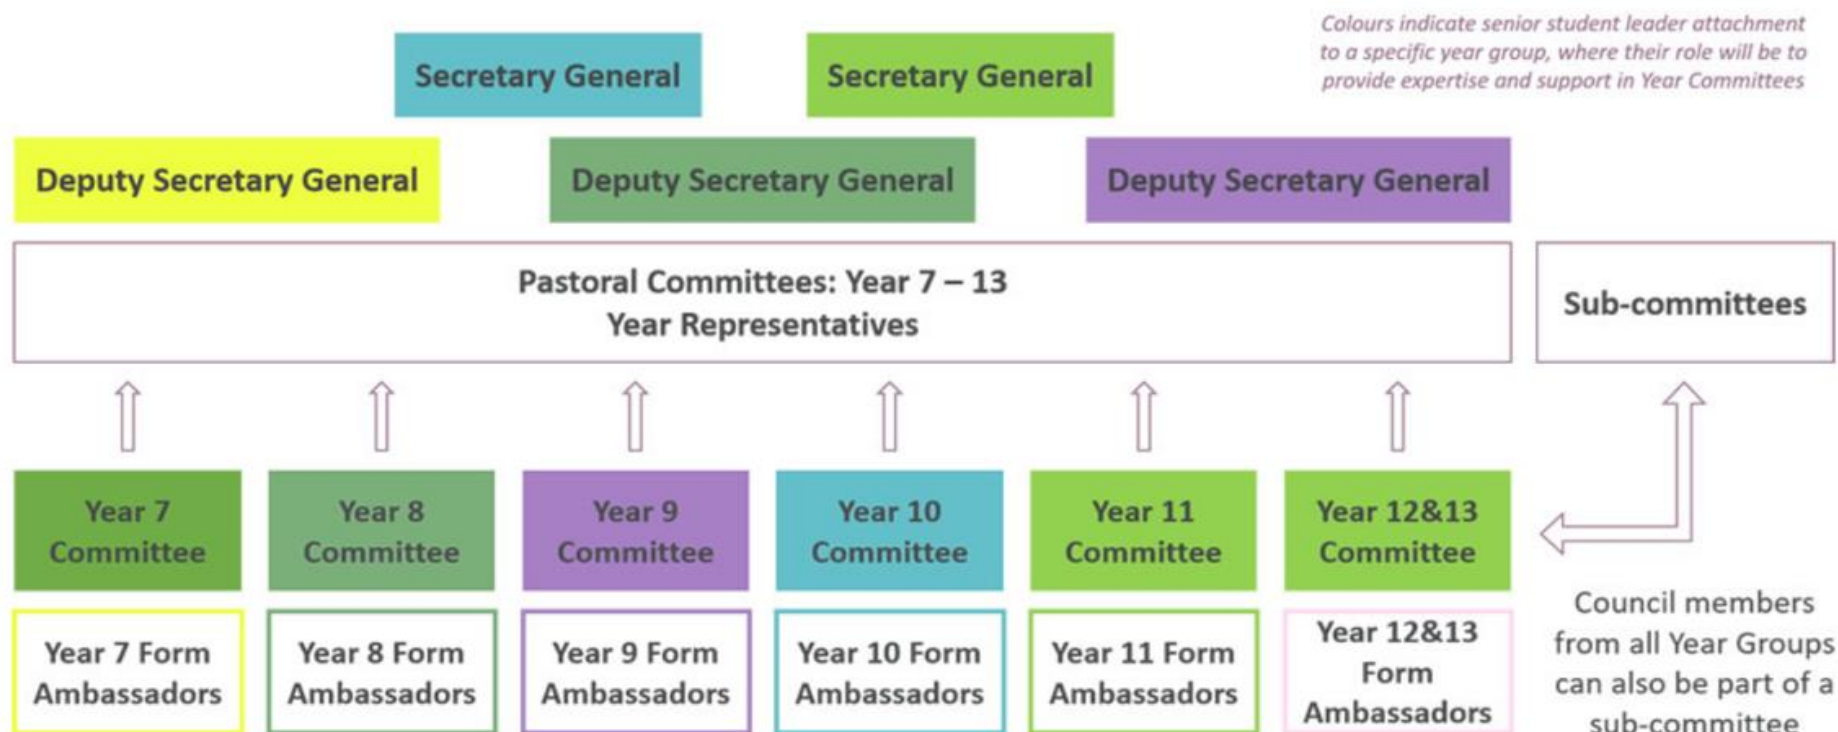 Colours indicate senior student leader attachment
to a specific year group, where their role will be to
provide expertise and support in Year Committees
Secretary General
Secretary General
Deputy Secretary General
Deputy Secretary General
Deputy Secretary General
Pastoral Committees: Year 7 – 13
Year Representatives
Sub-committees
Year 7
Committee
Year 8
Committee
Year 9
Committee
Year 10
Committee
Year 11
Committee
Year 12&13
Committee
Year 7 Form
Ambassadors
Year 8 Form
Ambassadors
Year 9 Form
Ambassadors
Year 10 Form
Ambassadors
Year 11 Form
Ambassadors
Year 12&13
Form
Ambassadors
Council members
from all Year Groups
can also be part of a
sub-committee